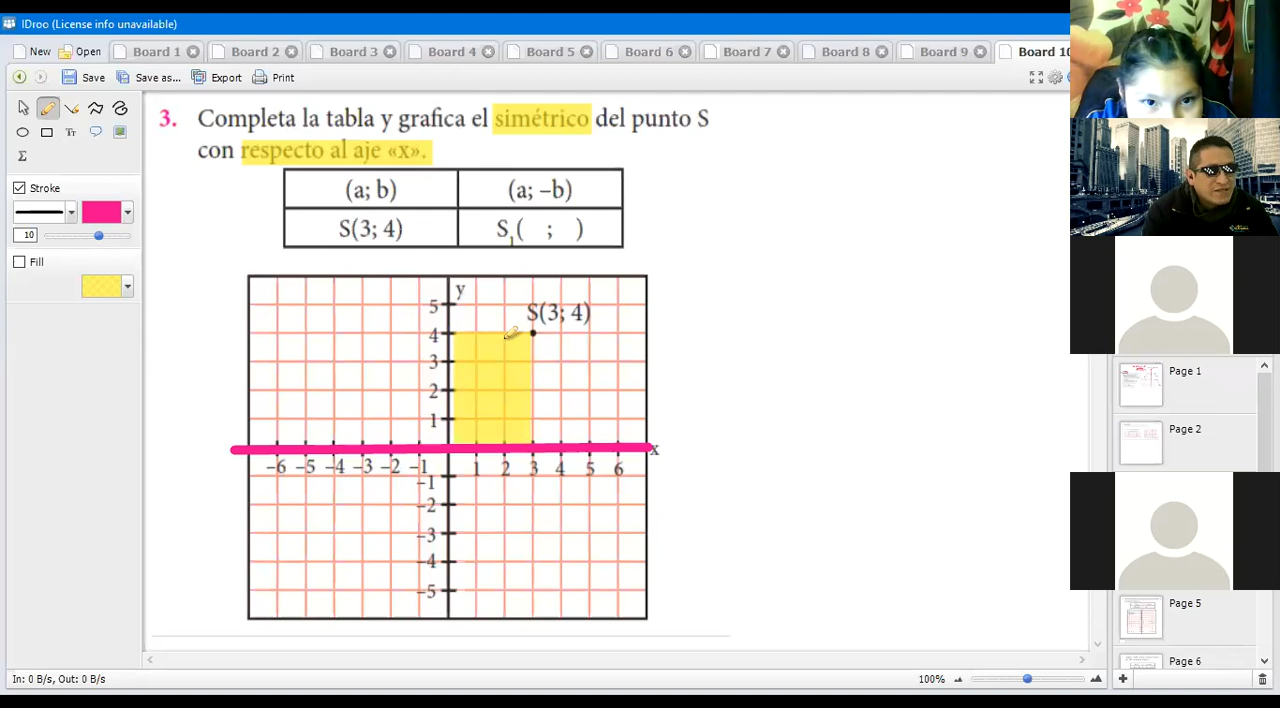 IDroo (License info unavailable)
New Open Board 1 Board 2 Board 3 Board 4 Board 5 Board 6 Board 7 Board 8 Board 9 Board 10
Save Save as... Export Print
Tт
Σ
Stroke
10
Fill
3. Completa la tabla y grafica el simétrico del punto S
con respecto al aje «x».
(a; b) (a; –b)
S(3; 4) S1( ; )
y
S(3; 4)
5
4
3
2
1
x
–6 –5 –4 –3 –2 –1 1 2 3 4 5 6
–1
–2
–3
–4
–5
Page 1
Page 2
Page 5
Page 6
In: 0 B/s, Out: 0 B/s
100%